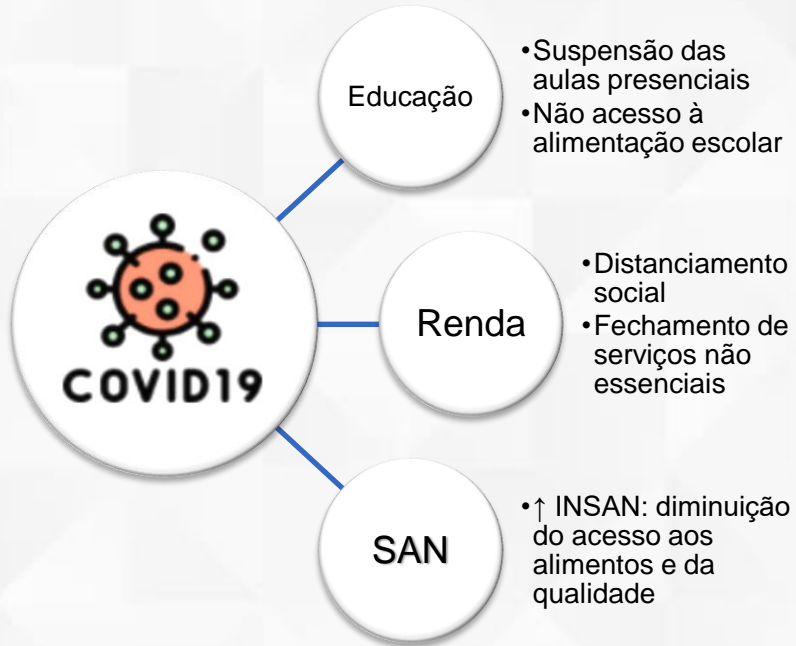 Educação
•Suspensão das
aulas presenciais
•Não acesso à
alimentação escolar
COVID19
Renda
•Distanciamento
social
•Fechamento de
serviços não
essenciais
SAN
•↑ INSAN: diminuição
do acesso aos
alimentos e da
qualidade